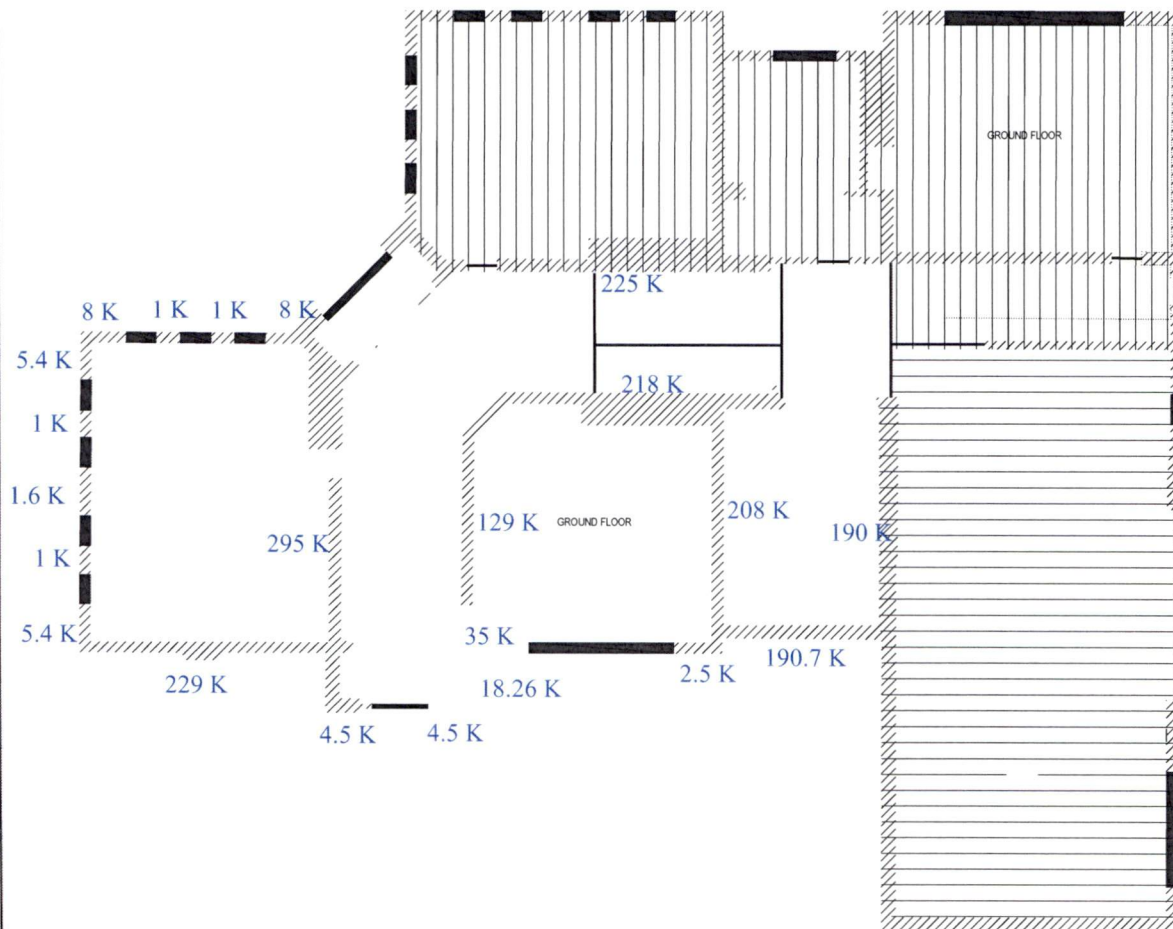 GROUND FLOOR
225 K
8 K
1 K
1 K
8 K
5.4 K
218 K
1 K
1.6 K
129 K
GROUND FLOOR
208 K
190 K
295 K
1 K
5.4 K
35 K
190.7 K
2.5 K
229 K
18.26 K
4.5 K
4.5 K